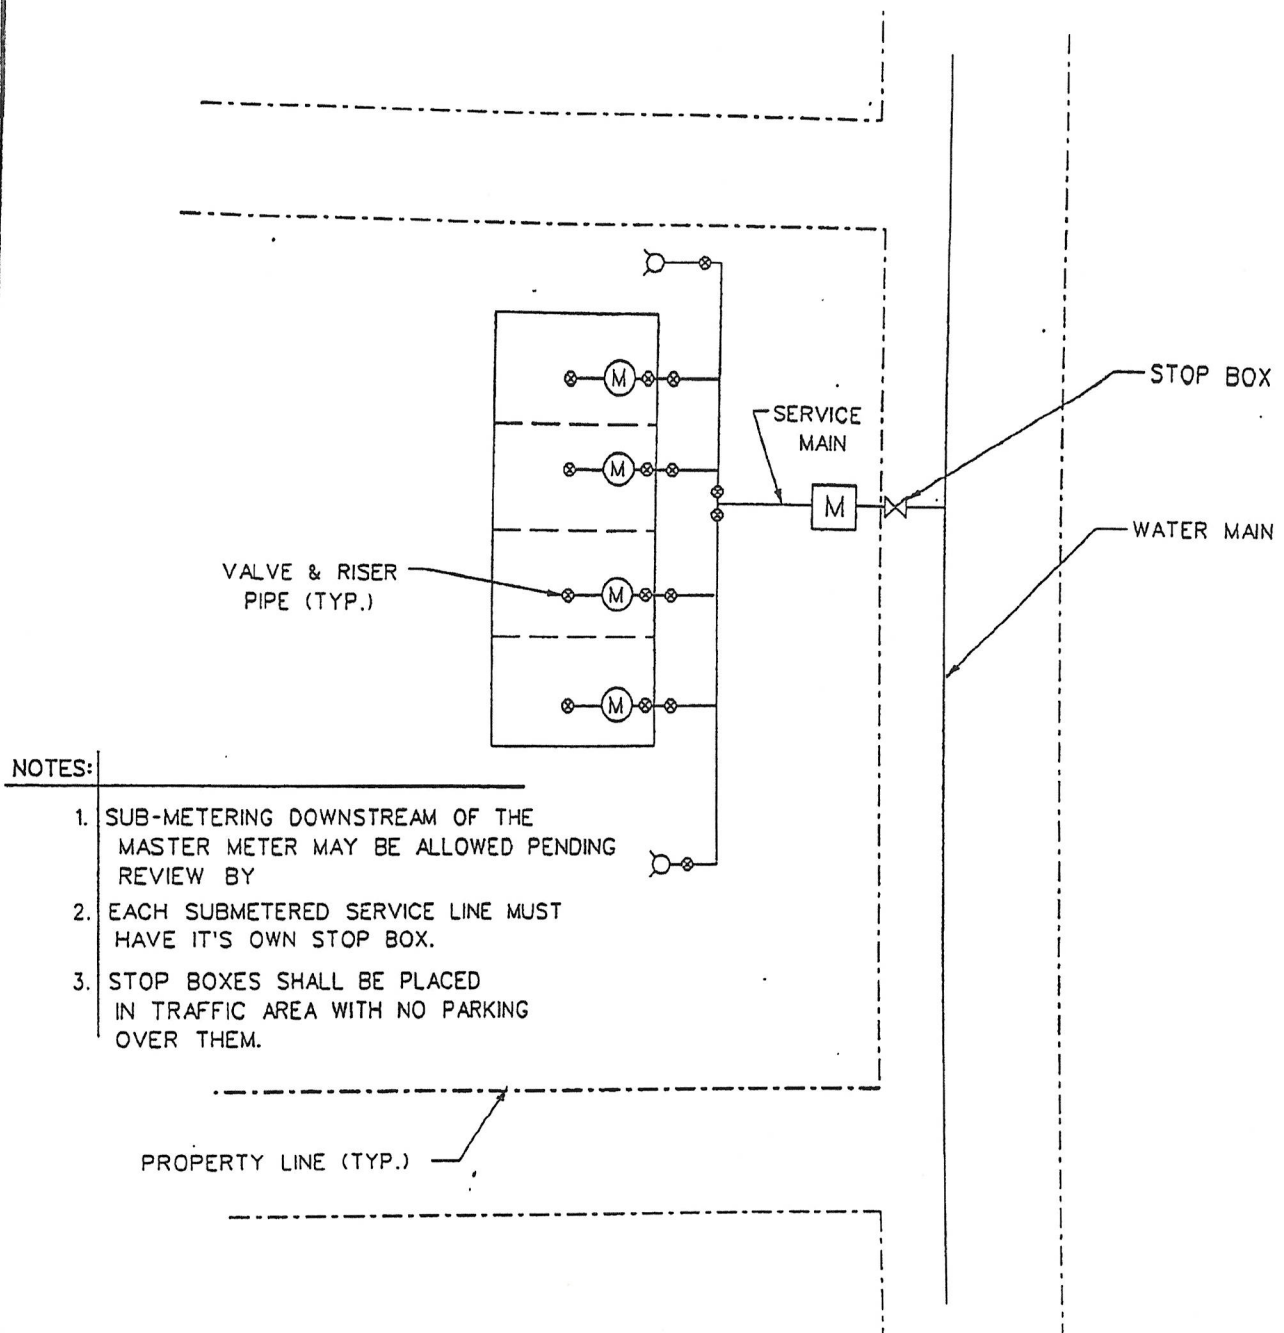 STOP BOX
SERVICE
MAIN
M
M
M
WATER MAIN
VALVE & RISER
PIPE (TYP.)
M
M
NOTES:
1. SUB-METERING DOWNSTREAM OF THE
MASTER METER MAY BE ALLOWED PENDING
REVIEW BY
2. EACH SUBMETERED SERVICE LINE MUST
HAVE IT'S OWN STOP BOX.
3. STOP BOXES SHALL BE PLACED
IN TRAFFIC AREA WITH NO PARKING
OVER THEM.
PROPERTY LINE (TYP.)